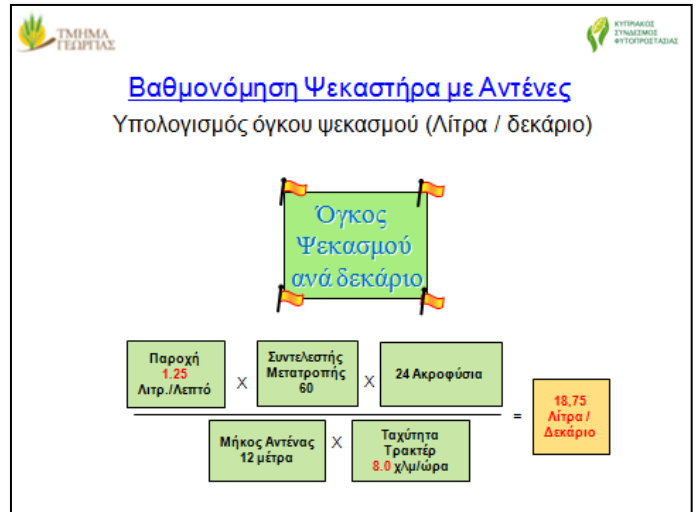 ΤΜΗΜΑ
ΓΕΩΡΓΙΑΣ
ΚΥΠΡΙΑΚΟΣ
ΣΥΝΔΕΣΜΟΣ
ΦΥΤΟΠΡΟΣΤΑΣΙΑΣ
Βαθμονόμηση Ψεκαστήρα με Αντένες
Υπολογισμός όγκου ψεκασμού (Λίτρα / δεκάριο)
Όγκος
Ψεκασμού
ανά δεκάριο
Παροχή
1.25
Λιτρ./Λεπτό
X
Συντελεστής
Μετατροπής
60
X
24 Ακροφύσια
Μήκος Αντένας
12 μέτρα
X
Ταχύτητα
Τρακτέρ
8.0 χλμ/ώρα
=
18,75
Λίτρα /
Δεκάριο